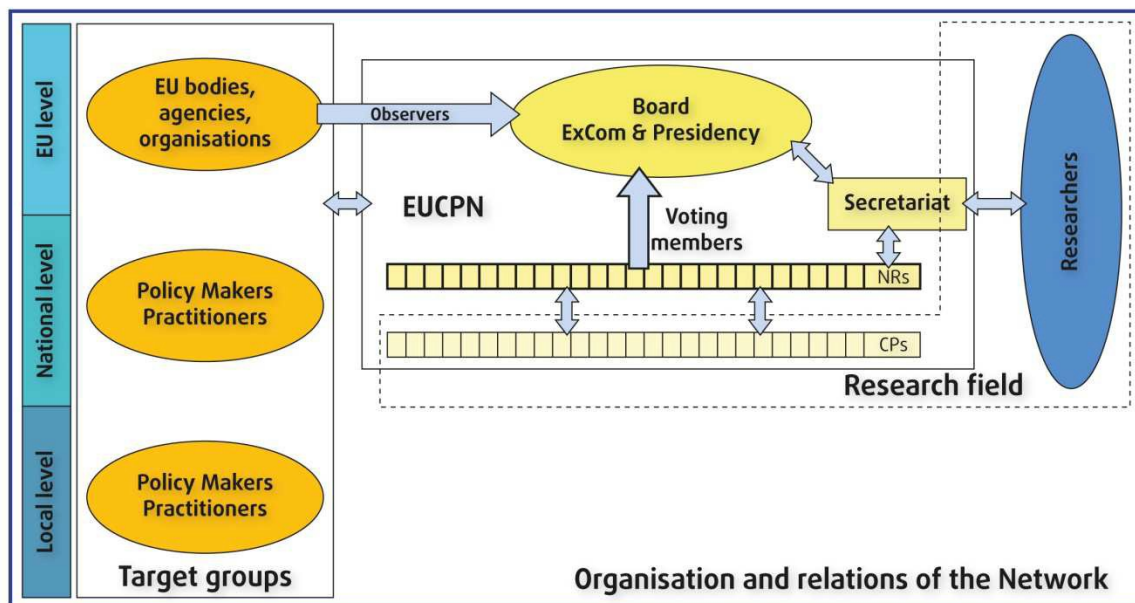 EU level
National level
Local level
EU bodies,
agencies,
organisations
Policy Makers
Practitioners
Policy Makers
Practitioners
Target groups
Observers
Board
ExCom & Presidency
EUCPN
Voting
members
Secretariat
NRs
CPs
Research field
Researchers
Organisation and relations of the Network